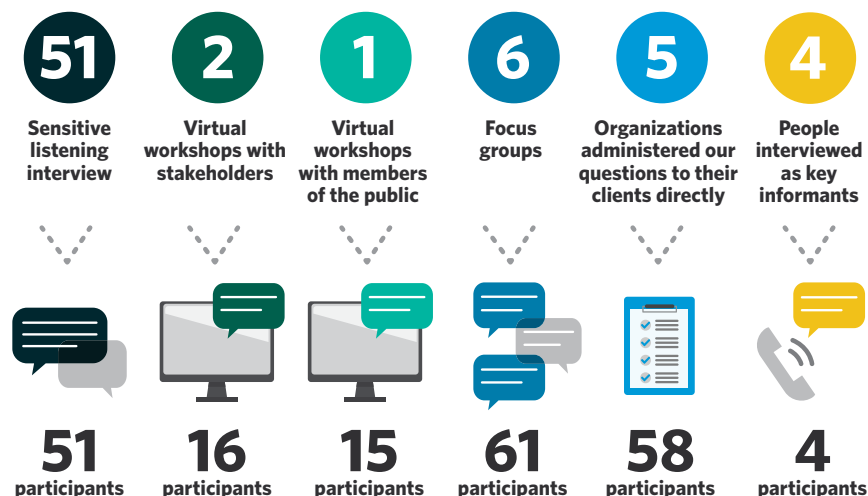 51
Sensitive
listening
interview
51
participants
2
Virtual
workshops with
stakeholders
16
participants
1
Virtual
workshops
with members
of the public
15
participants
6
Focus
groups
61
participants
5
Organizations
administered our
questions to their
clients directly
58
participants
4
People
interviewed
as key
informants
4
participants